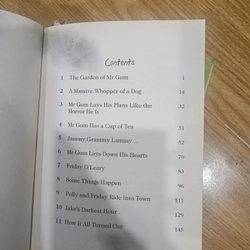 Contents
1 The Garden of Mr Gum 1
2 A Massive Whopper of a Dog 14
3 Mr Gum Lays His Plans Like the
Horror He Is 32
4 Mr Gum Has a Cup of Tea 51
5 Jammy Grammy Lammy ... 52
6 Mr Gum Lays Down His Hearts 70
7 Friday O'Leary 83
8 Some Things Happen 96
9 Polly and Friday Ride into Town 111
10 Jake's Darkest Hour 129
11 How It All Turned Out 145